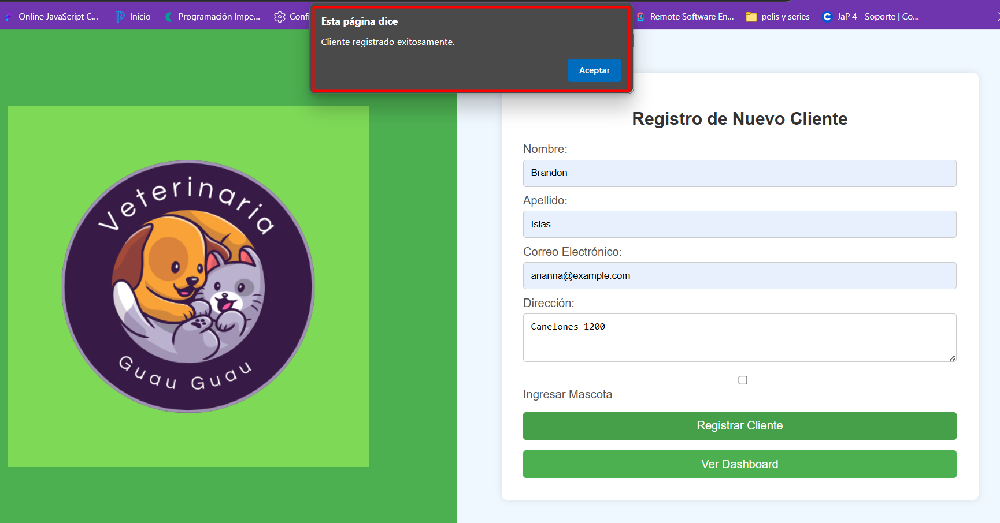 Online JavaScript C...
Inicio
Programación Impe...
Confi
Remote Software En...
pelis y series
JaP 4 - Soporte | Co...
Esta página dice
Cliente registrado exitosamente.
Aceptar
Veterinaria
Guau Guau
Registro de Nuevo Cliente
Nombre:
Brandon
Apellido:
Islas
Correo Electrónico:
arianna@example.com
Dirección:
Canelones 1200
Ingresar Mascota
Registrar Cliente
Ver Dashboard